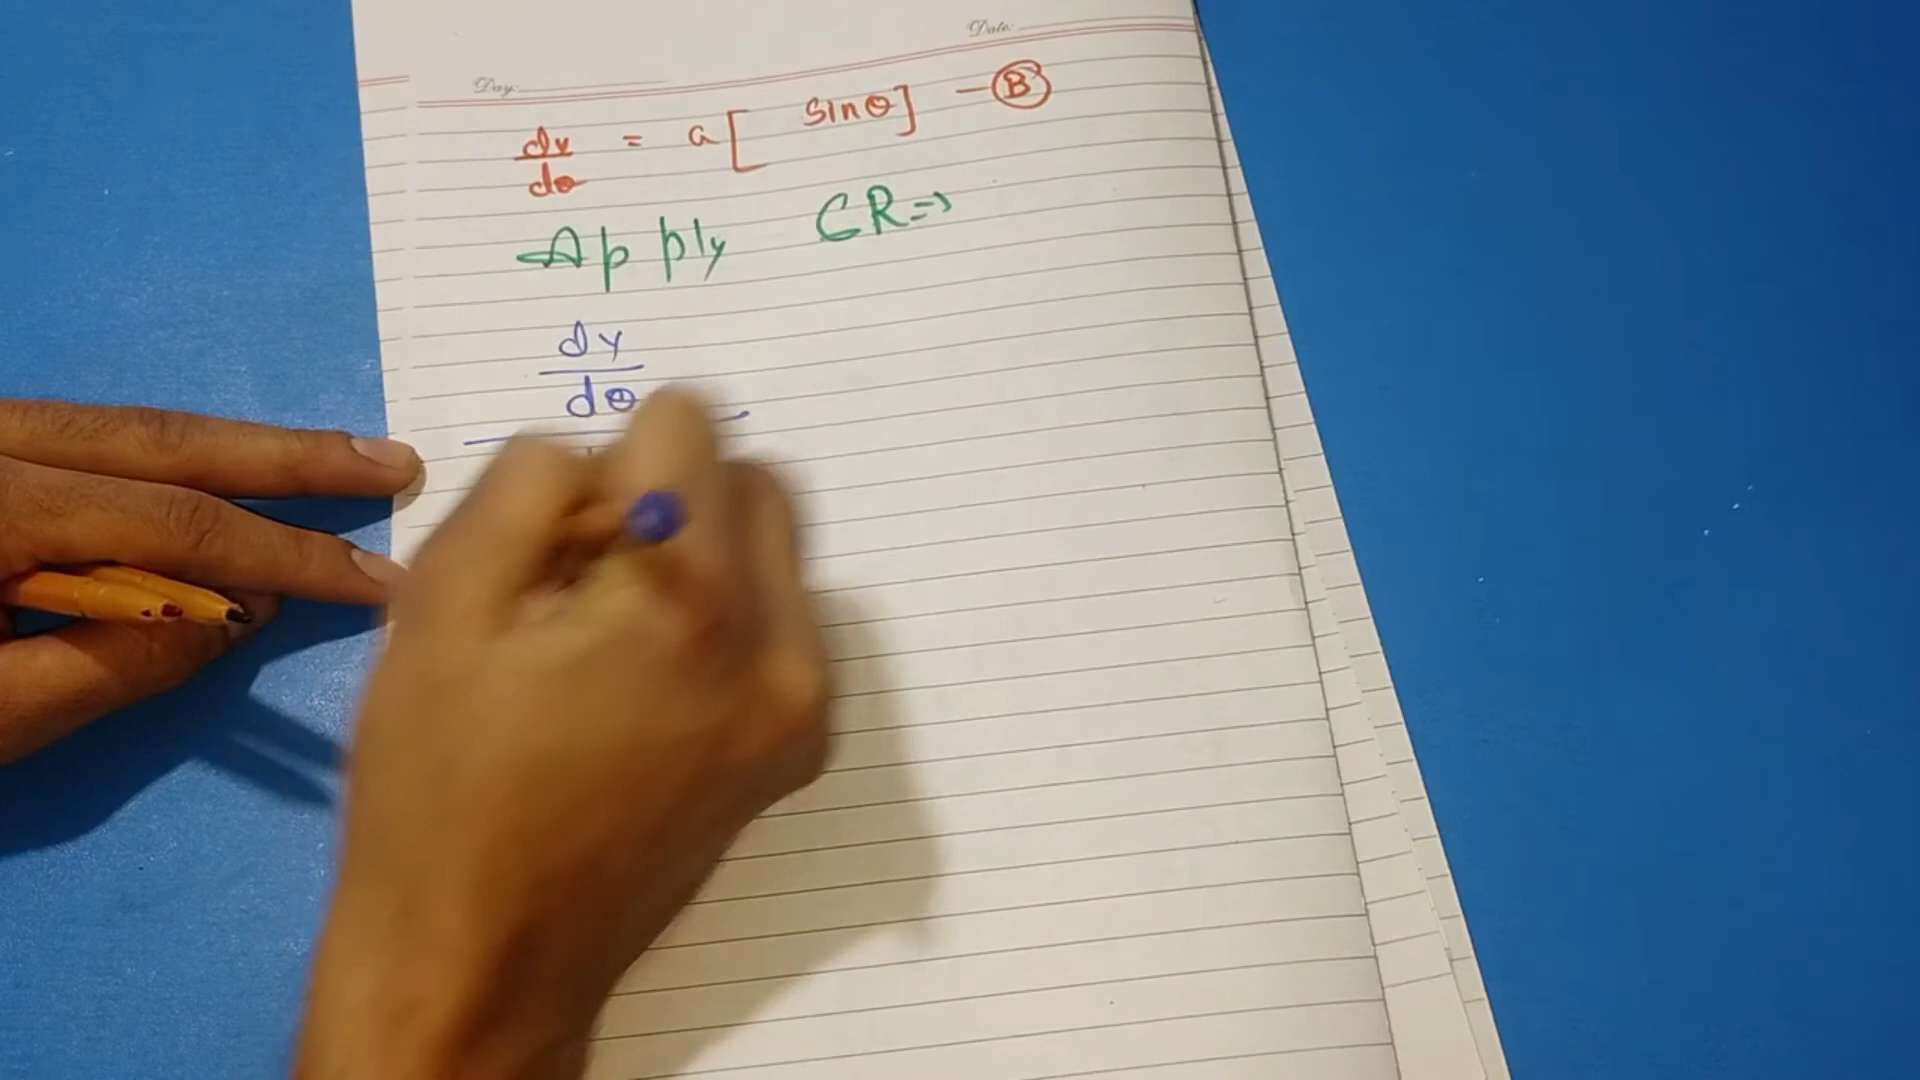 Date:
Day:
dy/dθ = a[ sinθ] — B
Apply CR⇒
dy
dθ